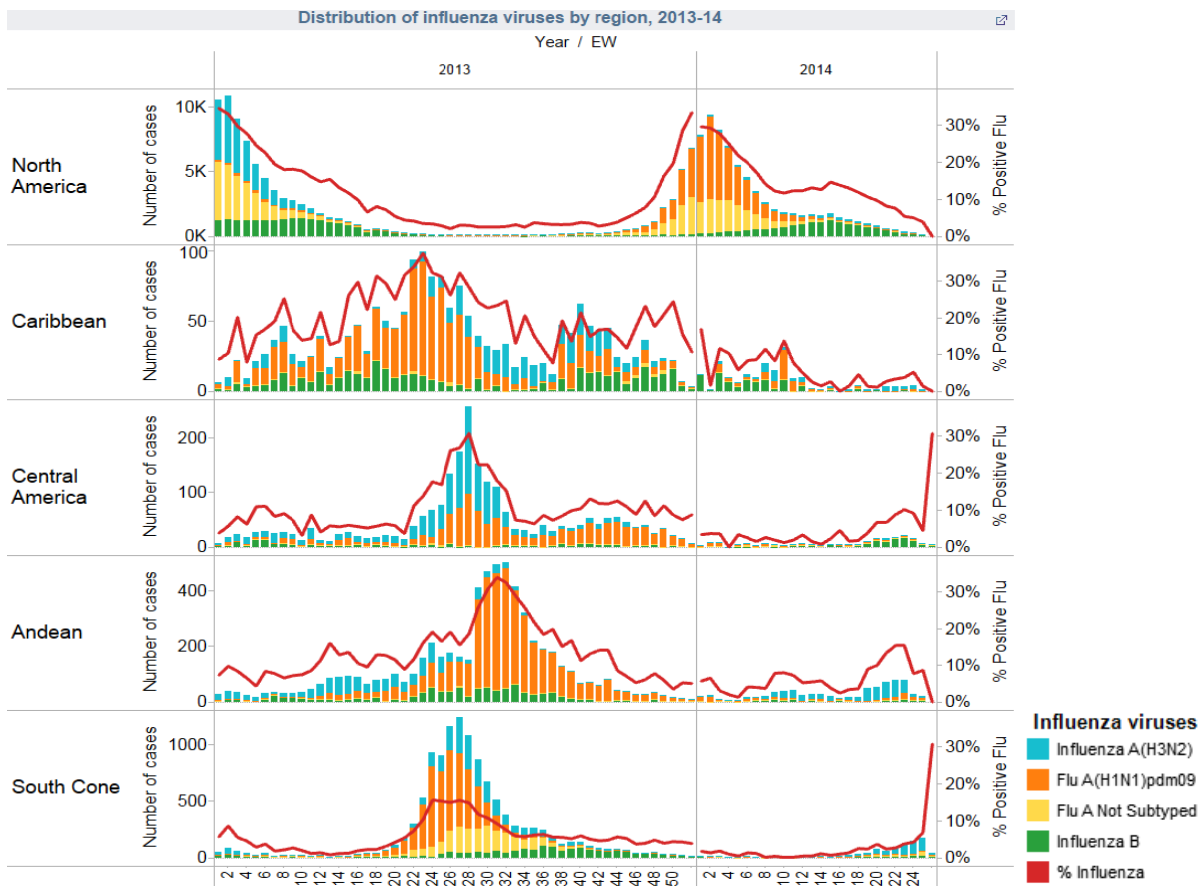 Distribution of influenza viruses by region, 2013-14
Year / EW
2013 2014
North
America
Number of cases
10K
5K
0K
30%
20%
10%
0%
% Positive Flu
Caribbean
Number of cases
100
50
0
30%
20%
10%
0%
% Positive Flu
Central
America
Number of cases
200
100
0
30%
20%
10%
0%
% Positive Flu
Andean
Number of cases
400
200
0
30%
20%
10%
0%
% Positive Flu
South Cone
Number of cases
1000
500
0
30%
20%
10%
0%
% Positive Flu
2 4 6 8 10 12 14 16 18 20 22 24 26 28 30 32 34 36 38 40 42 44 46 48 50 2 4 6 8 10 12 14 16 18 20 22 24
Influenza viruses
Influenza A(H3N2)
Flu A(H1N1)pdm09
Flu A Not Subtyped
Influenza B
% Influenza